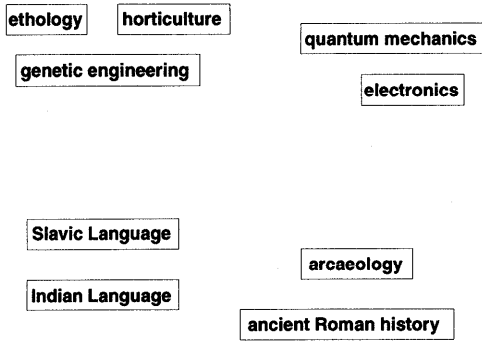 ethology
horticulture
quantum mechanics
genetic engineering
electronics
Slavic Language
arcaeology
Indian Language
ancient Roman history